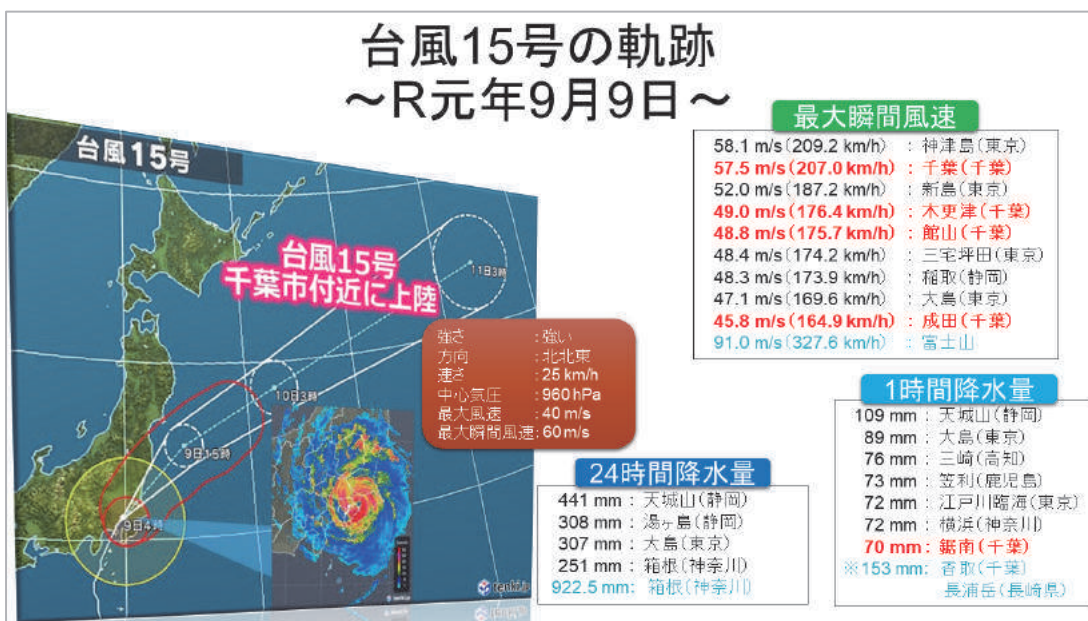 台風15号の軌跡
～R元年9月9日～
台風15号
台風15号
千葉市付近に上陸
11日3時
10日3時
9日15時
9日4時
強さ :強い
方向 :北北東
速さ :25 km/h
中心気圧 :960 hPa
最大風速 :40 m/s
最大瞬間風速:60 m/s
tenki.jp
最大瞬間風速
58.1 m/s(209.2 km/h) : 神津島(東京)
57.5 m/s(207.0 km/h) : 千葉(千葉)
52.0 m/s(187.2 km/h) : 新島(東京)
49.0 m/s(176.4 km/h) : 木更津(千葉)
48.8 m/s(175.7 km/h) : 館山(千葉)
48.4 m/s(174.2 km/h) : 三宅坪田(東京)
48.3 m/s(173.9 km/h) : 稲取(静岡)
47.1 m/s(169.6 km/h) : 大島(東京)
45.8 m/s(164.9 km/h) : 成田(千葉)
91.0 m/s(327.6 km/h) : 富士山
24時間降水量
441 mm : 天城山(静岡)
308 mm : 湯ヶ島(静岡)
307 mm : 大島(東京)
251 mm : 箱根(神奈川)
922.5 mm: 箱根(神奈川)
1時間降水量
109 mm : 天城山(静岡)
89 mm : 大島(東京)
76 mm : 三崎(高知)
73 mm : 笠利(鹿児島)
72 mm : 江戸川臨海(東京)
72 mm : 横浜(神奈川)
70 mm : 鋸南(千葉)
※153 mm: 香取(千葉)
長浦岳(長崎県)